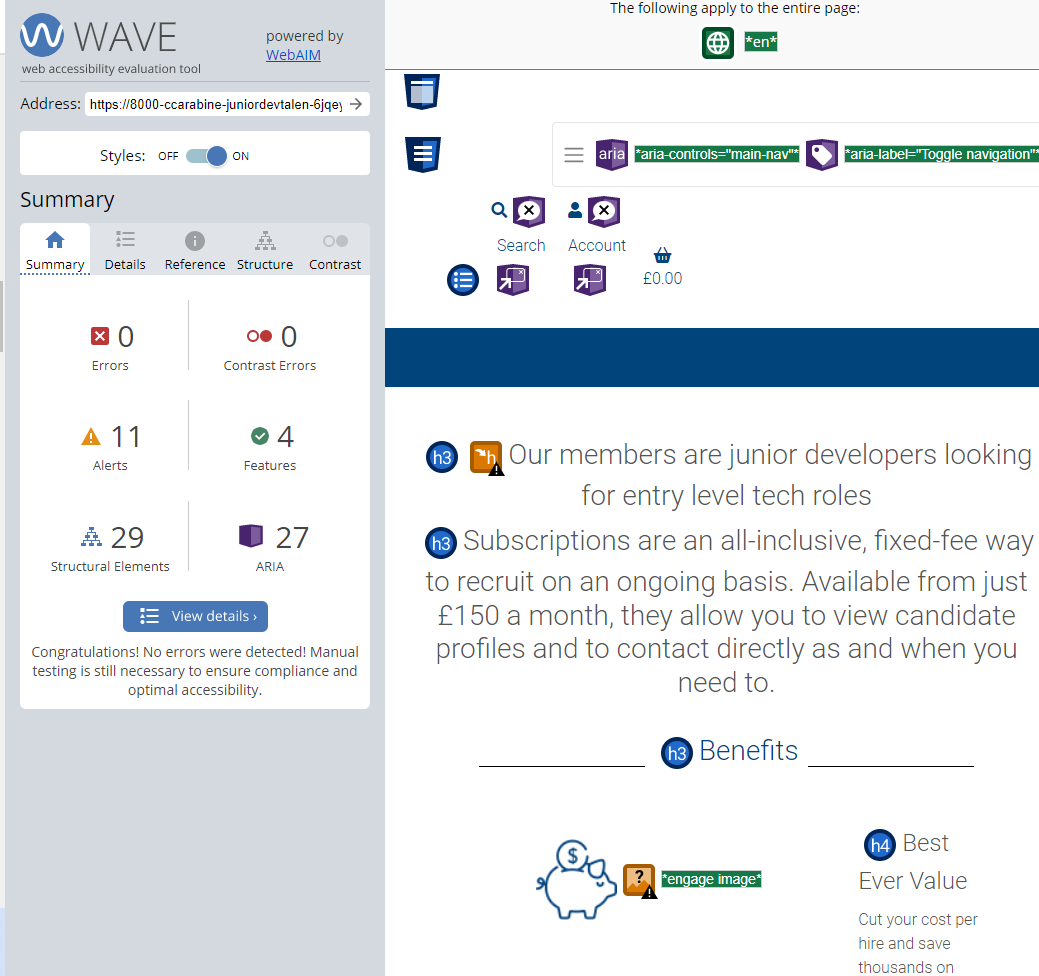 WAVE
powered by
WebAIM
web accessibility evaluation tool
Address: https://8000-ccarabine-juniordevtalen-6jqey
Styles: OFF ON
Summary
Summary Details Reference Structure Contrast
0 0
Errors Contrast Errors
11 4
Alerts Features
29 27
Structural Elements ARIA
View details ›
Congratulations! No errors were detected! Manual
testing is still necessary to ensure compliance and
optimal accessibility.
The following apply to the entire page:
*en*
aria *aria-controls="main-nav"* *aria-label="Toggle navigation"*
Search Account
£0.00
h3 h Our members are junior developers looking
for entry level tech roles
h3 Subscriptions are an all-inclusive, fixed-fee way
to recruit on an ongoing basis. Available from just
£150 a month, they allow you to view candidate
profiles and to contact directly as and when you
need to.
h3 Benefits
$ ? *engage image*
h4 Best
Ever Value
Cut your cost per
hire and save
thousands on